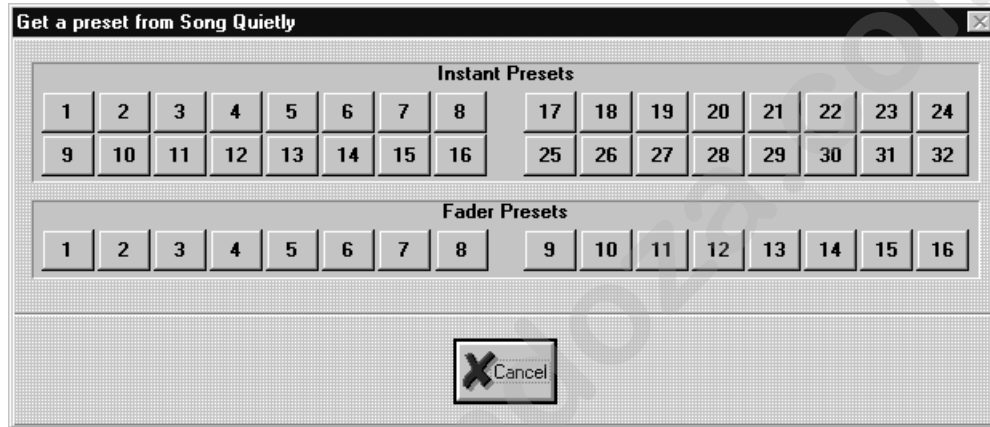 Get a preset from Song Quietly
Instant Presets
1 2 3 4 5 6 7 8 17 18 19 20 21 22 23 24
9 10 11 12 13 14 15 16 25 26 27 28 29 30 31 32
Fader Presets
1 2 3 4 5 6 7 8 9 10 11 12 13 14 15 16
Cancel